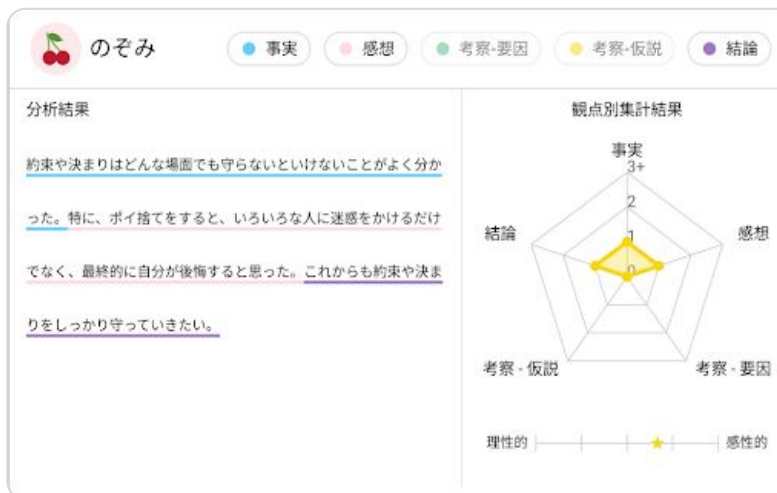 のぞみ
事実
感想
考察-要因
考察-仮説
結論
分析結果
約束や決まりはどんな場面でも守らないといけないことがよく分か
った。特に、ポイ捨てをすると、いろいろな人に迷惑をかけるだけ
でなく、最終的に自分が後悔すると思った。これからも約束や決ま
りをしっかり守っていきたい。
観点別集計結果
事実
3+
2
1
0
結論
感想
考察 - 仮説
考察 - 要因
理性的
感性的